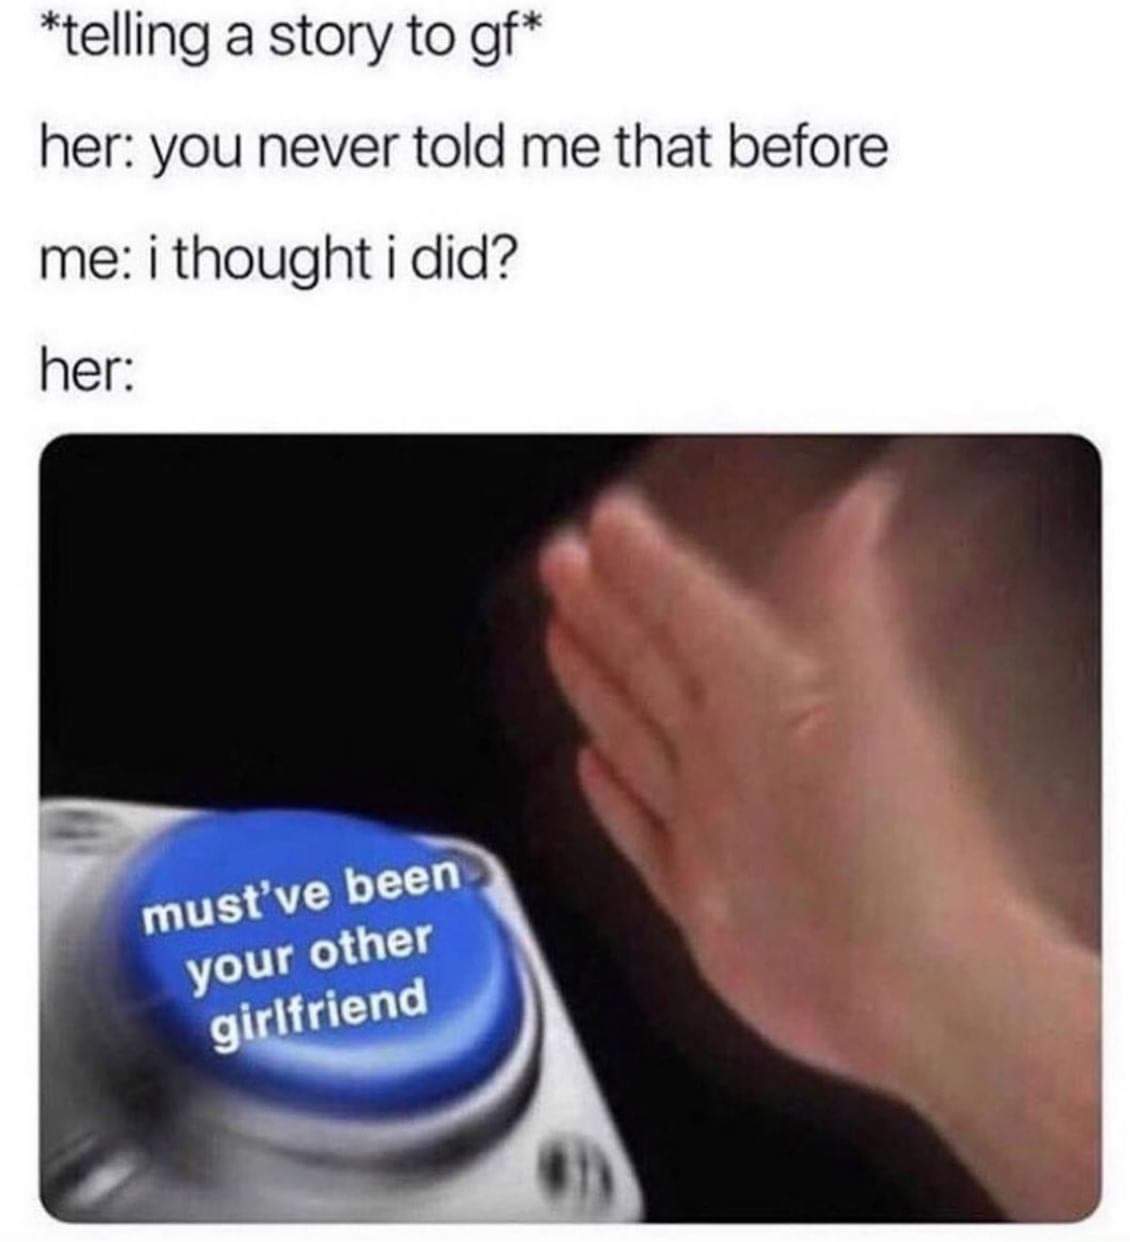 *telling a story to gf*
her: you never told me that before
me: i thought i did?
her:
must've been
your other
girlfriend